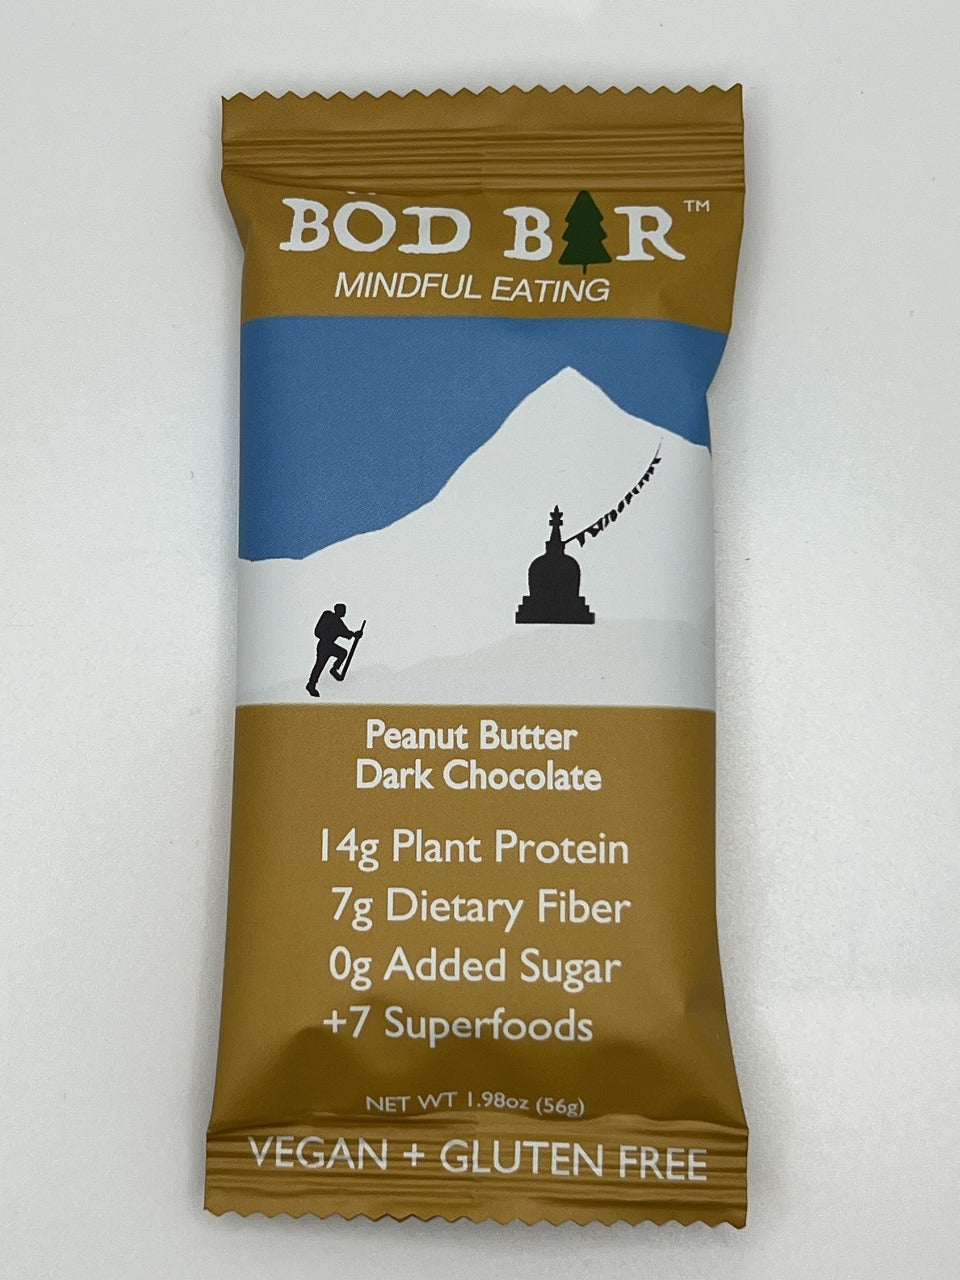 BÖD BAR™
MINDFUL EATING
Peanut Butter
Dark Chocolate
14g Plant Protein
7g Dietary Fiber
0g Added Sugar
+7 Superfoods
NET WT 1.98oz (56g)
VEGAN + GLUTEN FREE